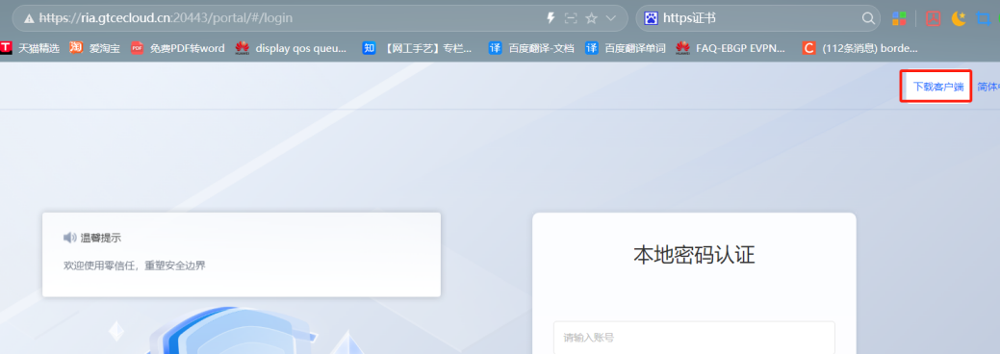 https://ria.gtcecloud.cn:20443/portal/#/login https证书
天猫精选 爱淘宝 免费PDF转word display qos queu... 【网工手艺】专栏... 百度翻译-文档 百度翻译单词 FAQ-EBGP EVPN... (112条消息) borde...
下载客户端 简体
温馨提示
欢迎使用零信任，重塑安全边界
本地密码认证
请输入账号